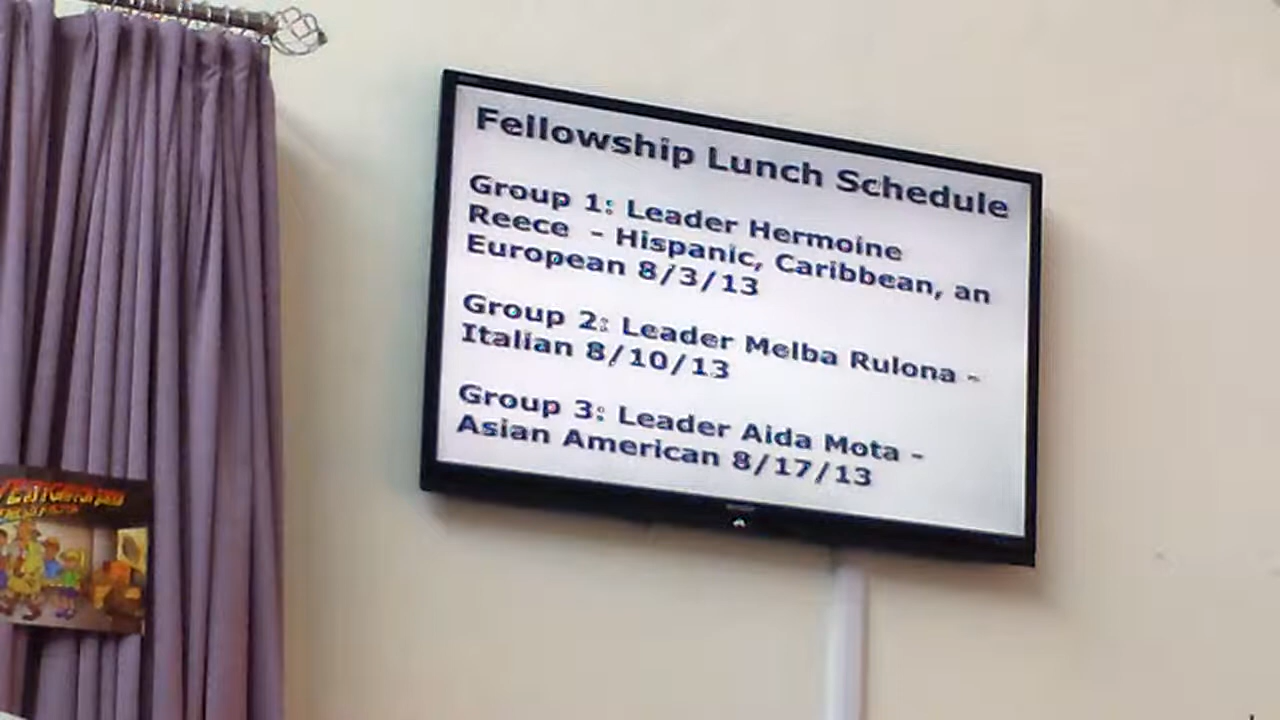 Fellowship Lunch Schedule
Group 1: Leader Hermoine
Reece - Hispanic, Caribbean, an
European 8/3/13
Group 2: Leader Melba Rulona -
Italian 8/10/13
Group 3: Leader Aida Mota -
Asian American 8/17/13